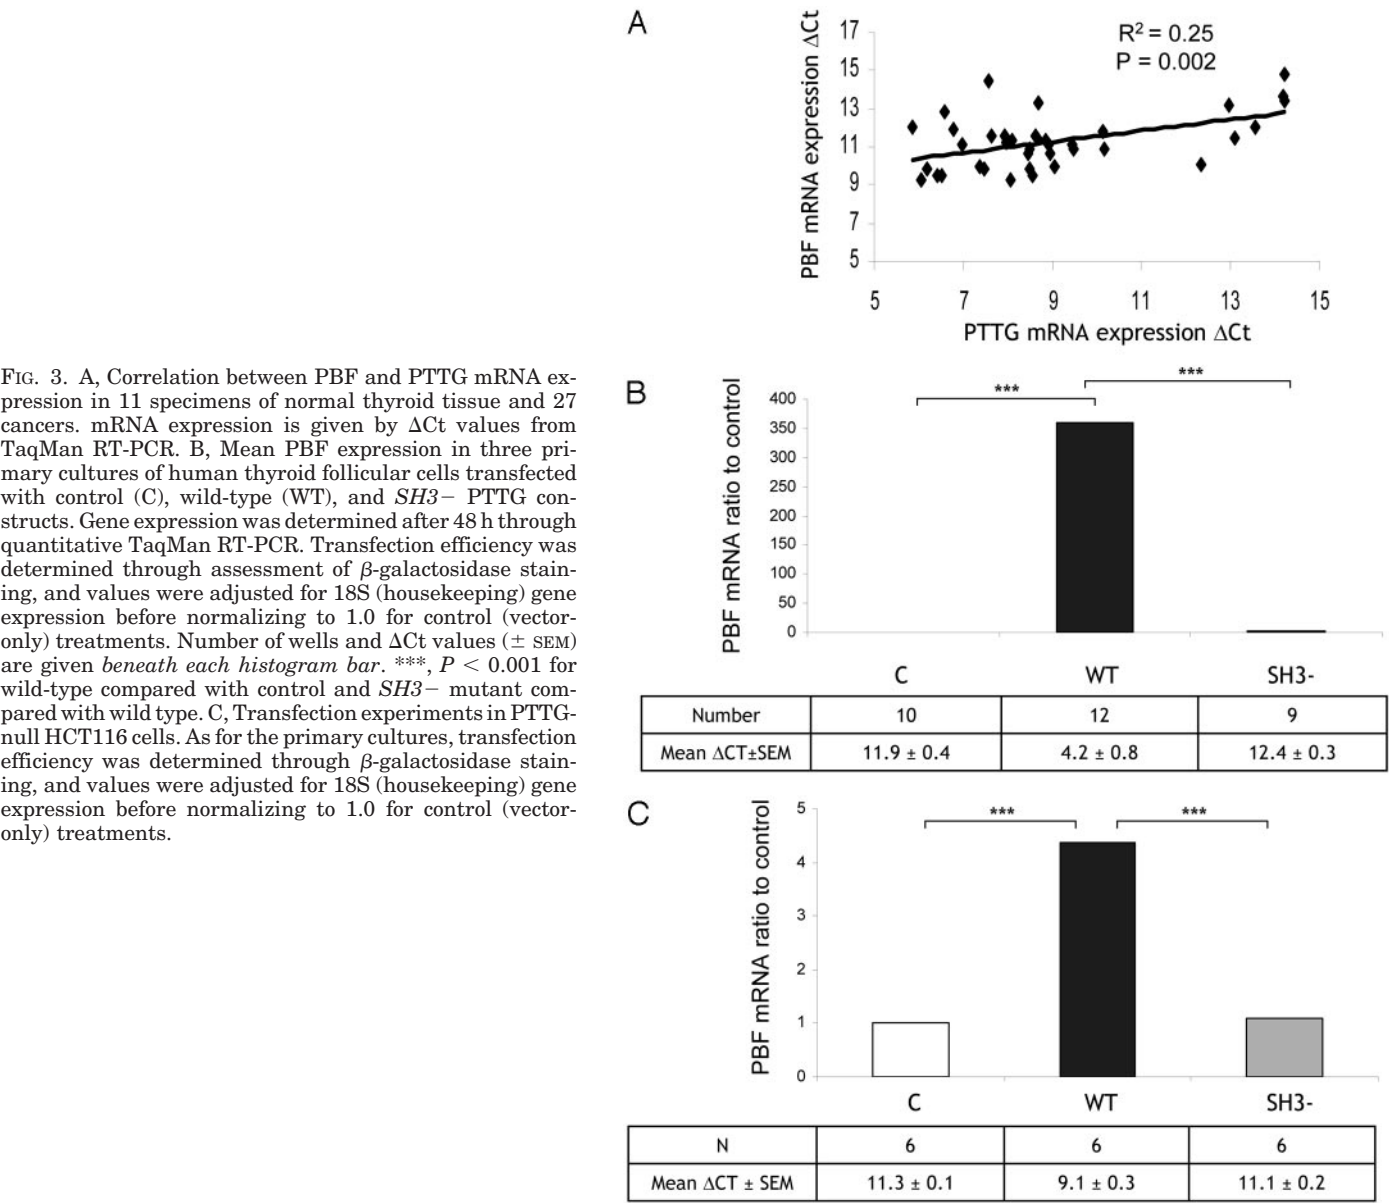 FIG. 3. A, Correlation between PBF and PTTG mRNA ex-
pression in 11 specimens of normal thyroid tissue and 27
cancers. mRNA expression is given by ΔCt values from
TaqMan RT-PCR. B, Mean PBF expression in three pri-
mary cultures of human thyroid follicular cells transfected
with control (C), wild-type (WT), and SH3− PTTG con-
structs. Gene expression was determined after 48 h through
quantitative TaqMan RT-PCR. Transfection efficiency was
determined through assessment of β-galactosidase stain-
ing, and values were adjusted for 18S (housekeeping) gene
expression before normalizing to 1.0 for control (vector-
only) treatments. Number of wells and ΔCt values (± SEM)
are given beneath each histogram bar. ***, P < 0.001 for
wild-type compared with control and SH3− mutant com-
pared with wild type. C, Transfection experiments in PTTG-
null HCT116 cells. As for the primary cultures, transfection
efficiency was determined through β-galactosidase stain-
ing, and values were adjusted for 18S (housekeeping) gene
expression before normalizing to 1.0 for control (vector-
only) treatments.
A
PBF mRNA expression ΔCt
17
15
13
11
9
7
5
R² = 0.25
P = 0.002
5 7 9 11 13 15
PTTG mRNA expression ΔCt
B
PBF mRNA ratio to control
400
350
300
250
200
150
100
50
0
*** ***
C WT SH3-
Number 10 12 9
Mean ΔCT±SEM 11.9 ± 0.4 4.2 ± 0.8 12.4 ± 0.3
C
PBF mRNA ratio to control
5
4
3
2
1
0
*** ***
C WT SH3-
N 6 6 6
Mean ΔCT ± SEM 11.3 ± 0.1 9.1 ± 0.3 11.1 ± 0.2